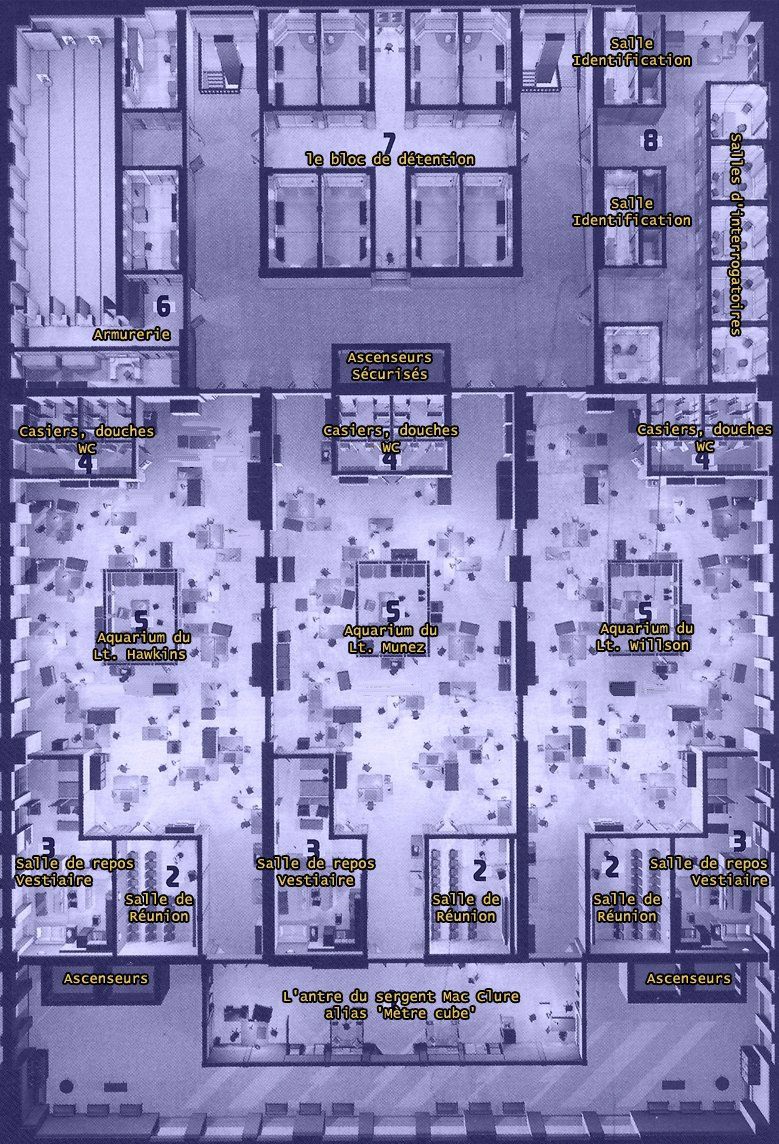 Salle
Identification
7
le bloc de détention
8
Salles d'interrogatoires
Salle
Identification
6
Armurerie
Ascenseurs
Sécurisés
Casiers, douches
WC
4
Casiers, douches
WC
4
Casiers, douches
WC
4
5
Aquarium du
Lt. Hawkins
5
Aquarium du
Lt. Munez
5
Aquarium du
Lt. Willson
3
Salle de repos
Vestiaire
2
Salle de
Réunion
3
Salle de repos
Vestiaire
2
Salle de
Réunion
2
Salle de
Réunion
3
Salle de repos
Vestiaire
Ascenseurs
Ascenseurs
L'antre du sergent Mac Clure
alias 'Mètre cube'